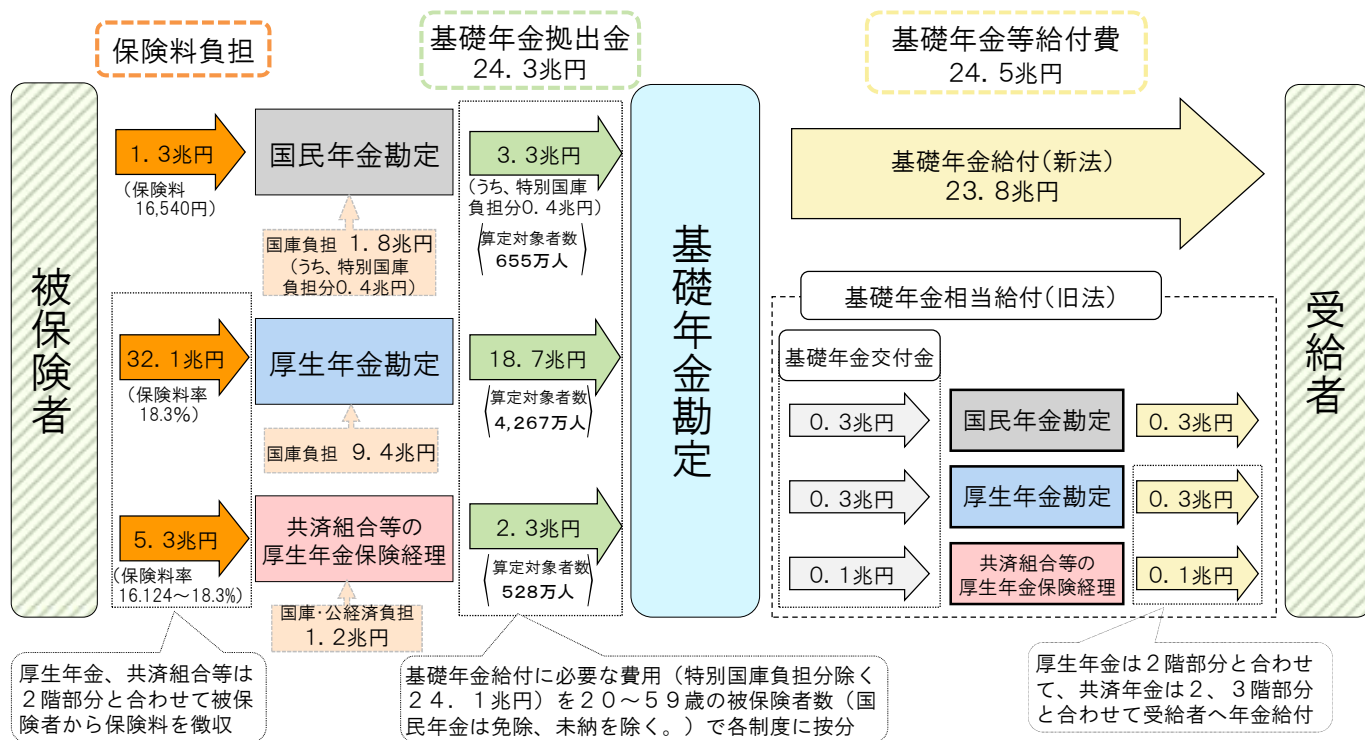 保険料負担
基礎年金拠出金
24.3兆円
基礎年金等給付費
24.5兆円
被保険者
1.3兆円
(保険料
16,540円)
国民年金勘定
国庫負担 1.8兆円
(うち、特別国庫
負担分0.4兆円)
3.3兆円
(うち、特別国庫
負担分0.4兆円)
算定対象者数
655万人
32.1兆円
(保険料率
18.3%)
厚生年金勘定
国庫負担 9.4兆円
18.7兆円
算定対象者数
4,267万人
5.3兆円
(保険料率
16.124～18.3%)
共済組合等の
厚生年金保険経理
国庫・公経済負担
1.2兆円
2.3兆円
算定対象者数
528万人
基礎年金勘定
基礎年金給付(新法)
23.8兆円
基礎年金相当給付(旧法)
基礎年金交付金
0.3兆円
国民年金勘定
0.3兆円
0.3兆円
厚生年金勘定
0.3兆円
0.1兆円
共済組合等の
厚生年金保険経理
0.1兆円
受給者
厚生年金、共済組合等は
2階部分と合わせて被保
険者から保険料を徴収
基礎年金給付に必要な費用（特別国庫負担分除く
２４．１兆円）を２０～５９歳の被保険者数（国
民年金は免除、未納を除く。）で各制度に按分
厚生年金は２階部分と合わせ
て、共済年金は２、３階部分
と合わせて受給者へ年金給付